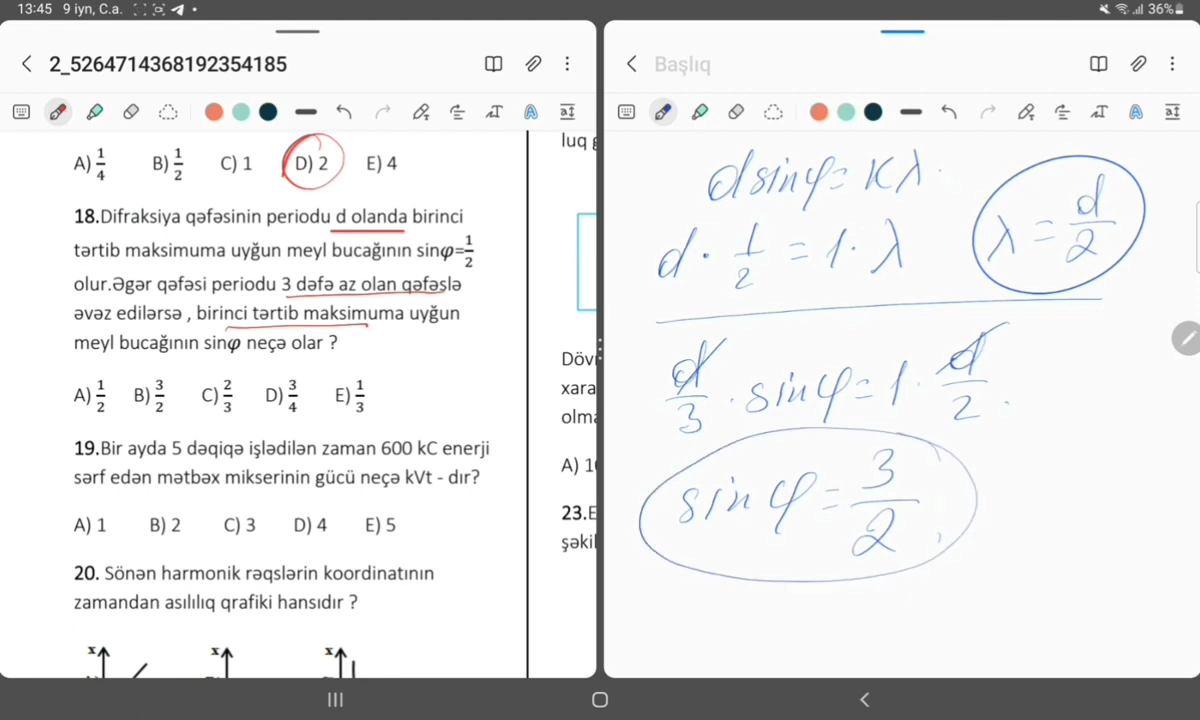 13:45 9 iyn, C.a. 36%
2_5264714368192354185
A) 1/4 B) 1/2 C) 1 D) 2 E) 4
18.Difraksiya qəfəsinin periodu d olanda birinci
tərtib maksimuma uyğun meyl bucağının sinφ=1/2
olur.Əgər qəfəsi periodu 3 dəfə az olan qəfəslə
əvəz edilərsə , birinci tərtib maksimuma uyğun
meyl bucağının sinφ neçə olar ?
A) 1/2 B) 3/2 C) 2/3 D) 3/4 E) 1/3
19.Bir ayda 5 dəqiqə işlədilən zaman 600 kC enerji
sərf edən mətbəx mikserinin gücü neçə kVt - dır?
A) 1 B) 2 C) 3 D) 4 E) 5
20. Sönən harmonik rəqslərin koordinatının
zamandan asılılıq qrafiki hansıdır ?
x x x
luq
Döv
xara
olma
A) 1
23.
şəkil
Başlıq
d sinφ = kλ.
d · 1/2 = 1 · λ
λ = d/2
d/3 · sinφ = 1 · d/2.
sinφ = 3/2